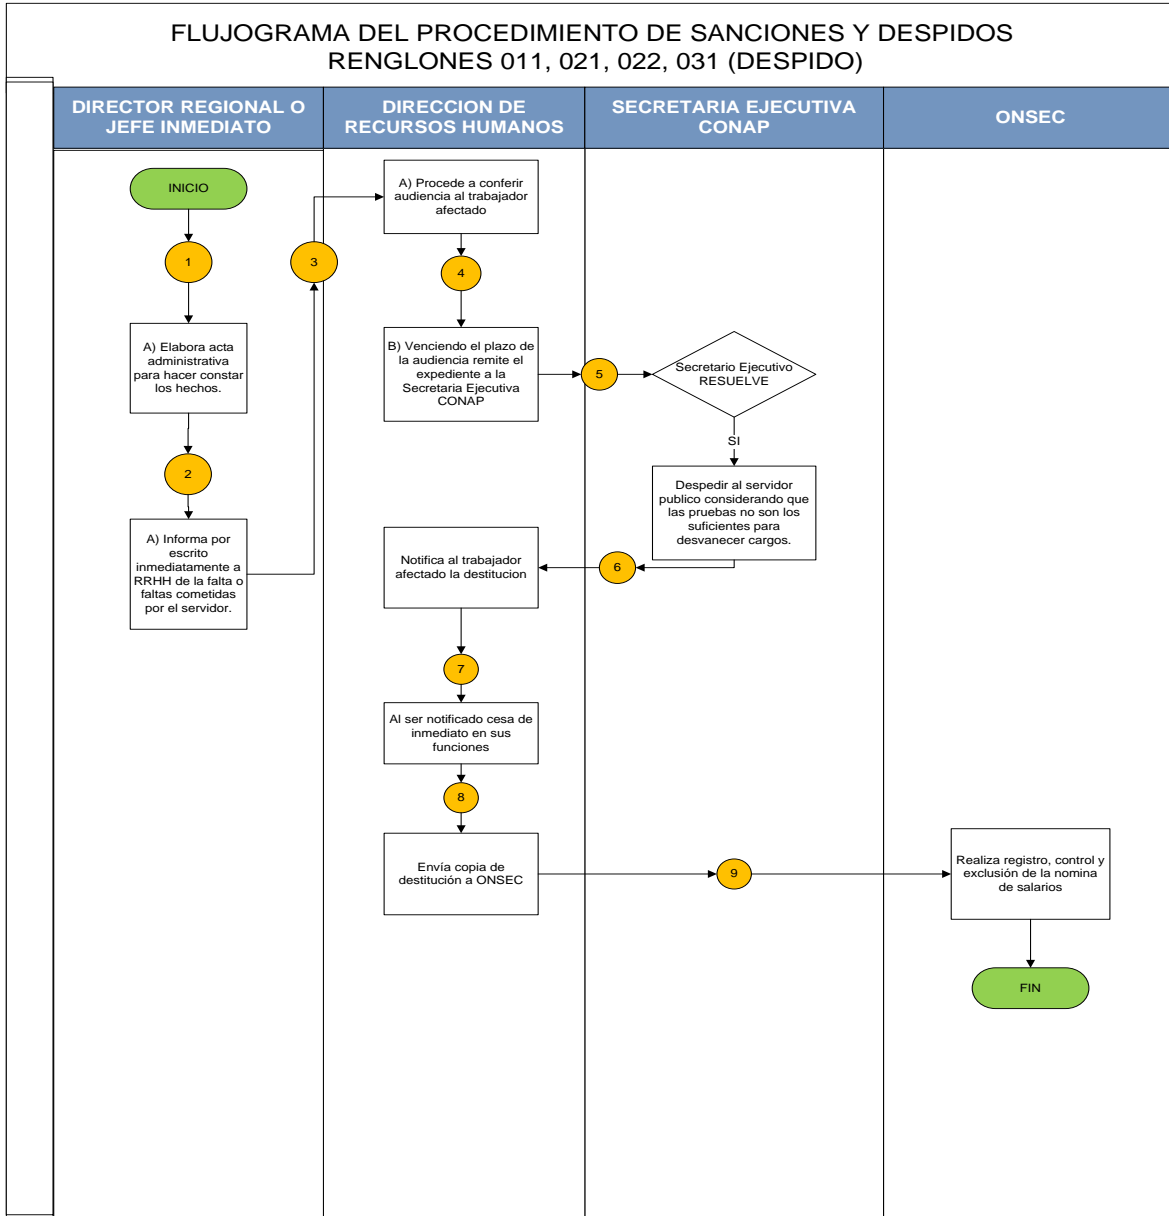 FLUJOGRAMA DEL PROCEDIMIENTO DE SANCIONES Y DESPIDOS
RENGLONES 011, 021, 022, 031 (DESPIDO)
DIRECTOR REGIONAL O
JEFE INMEDIATO
DIRECCION DE
RECURSOS HUMANOS
SECRETARIA EJECUTIVA
CONAP
ONSEC
INICIO
1
A) Elabora acta
administrativa
para hacer constar
los hechos.
2
A) Informa por
escrito
inmediatamente a
RRHH de la falta o
faltas cometidas
por el servidor.
3
A) Procede a conferir
audiencia al trabajador
afectado
4
B) Venciendo el plazo de
la audiencia remite el
expediente a la
Secretaria Ejecutiva
CONAP
5
Secretario Ejecutivo
RESUELVE
SI
Despedir al servidor
publico considerando que
las pruebas no son los
suficientes para
desvanecer cargos.
6
Notifica al trabajador
afectado la destitucion
7
Al ser notificado cesa de
inmediato en sus
funciones
8
Envía copia de
destitución a ONSEC
9
Realiza registro, control y
exclusión de la nomina
de salarios
FIN